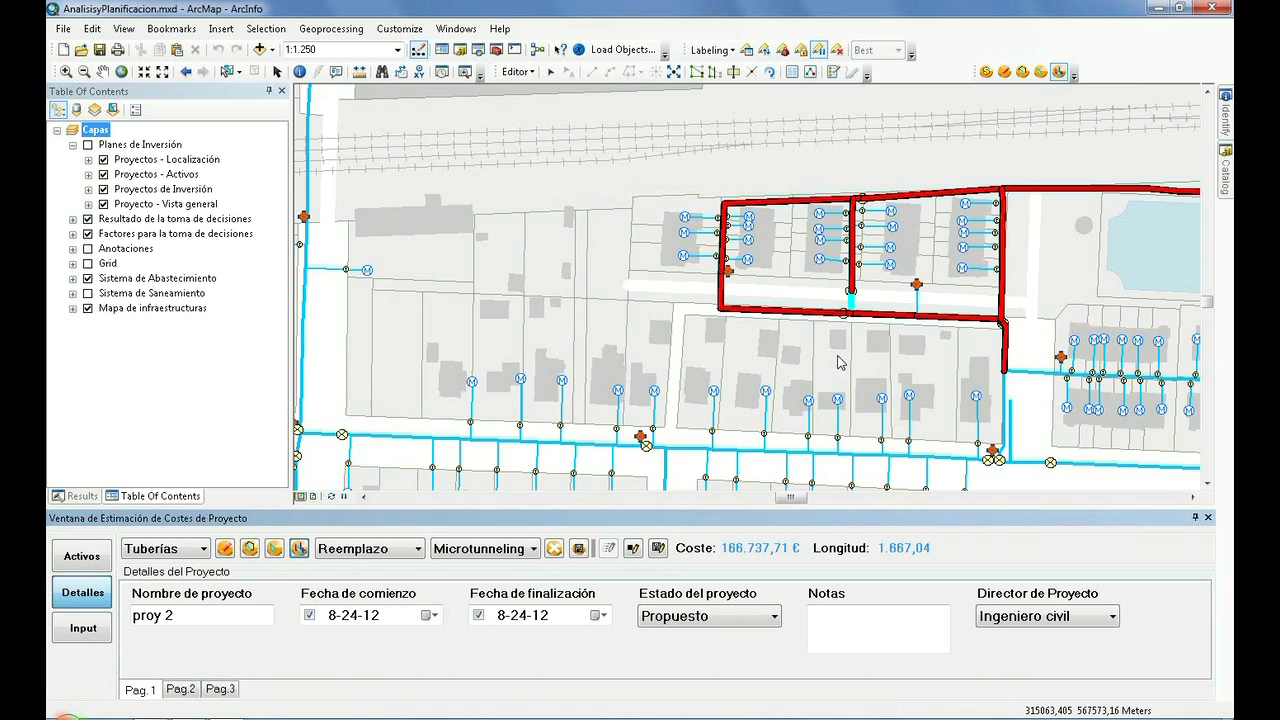 AnalisisyPlanificacion.mxd - ArcMap - ArcInfo
File Edit View Bookmarks Insert Selection Geoprocessing Customize Windows Help
1:1.250 Load Objects... Labeling Best
Editor
Table Of Contents
Capas
Planes de Inversión
Proyectos - Localización
Proyectos - Activos
Proyectos de Inversión
Proyecto - Vista general
Resultado de la toma de decisiones
Factores para la toma de decisiones
Anotaciones
Grid
Sistema de Abastecimiento
Sistema de Saneamiento
Mapa de infraestructuras
Identify
Catalog
Results Table Of Contents
Ventana de Estimación de Costes de Proyecto
Activos Tuberías Reemplazo Microtunneling Coste: 166.737,71 € Longitud: 1.667,04
Detalles del Proyecto
Detalles Nombre de proyecto Fecha de comienzo Fecha de finalización Estado del proyecto Notas Director de Proyecto
proy 2 8-24-12 8-24-12 Propuesto Ingeniero civil
Input
Pag. 1 Pag.2 Pag.3
315063,405 567573,16 Meters